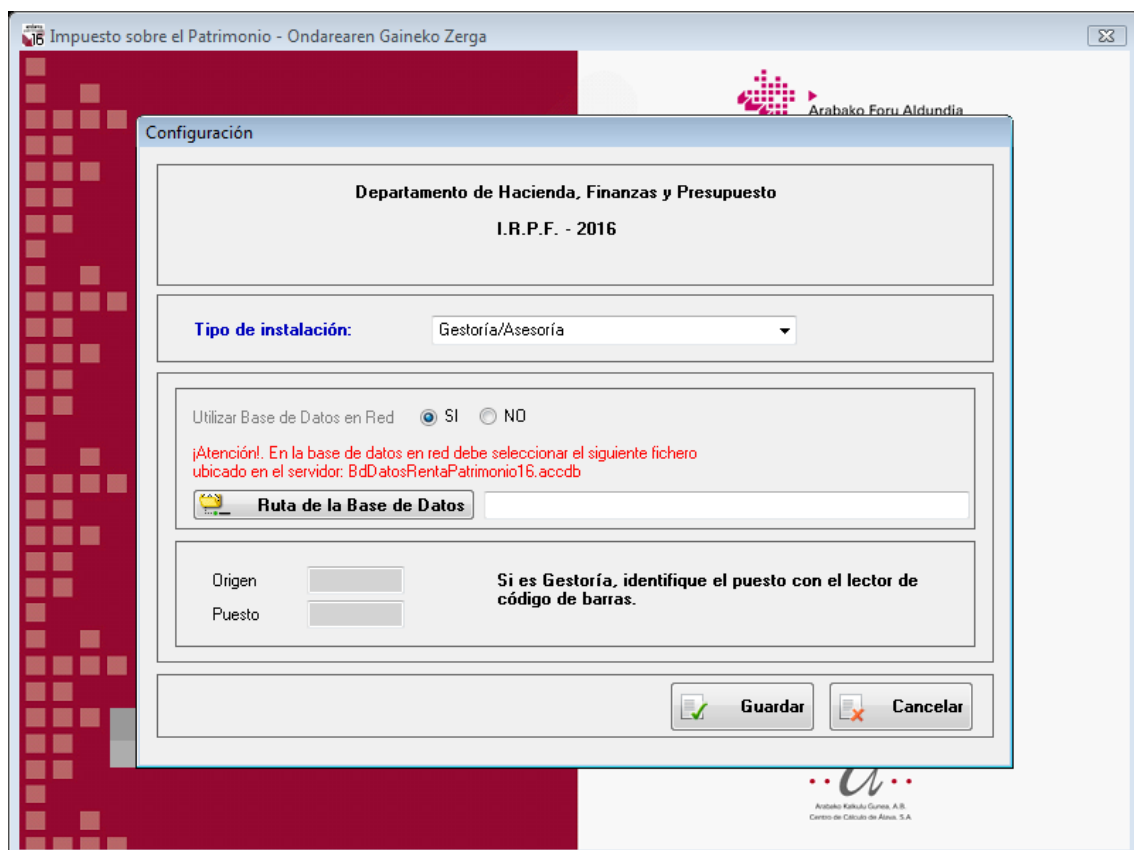 Impuesto sobre el Patrimonio - Ondarearen Gaineko Zerga
Arabako Foru Aldundia
Configuración
Departamento de Hacienda, Finanzas y Presupuesto
I.R.P.F. - 2016
Tipo de instalación:
Gestoría/Asesoría
Utilizar Base de Datos en Red
SI
NO
¡Atención!. En la base de datos en red debe seleccionar el siguiente fichero
ubicado en el servidor: BdDatosRentaPatrimonio16.accdb
Ruta de la Base de Datos
Origen
Puesto
Si es Gestoría, identifique el puesto con el lector de
código de barras.
Guardar
Cancelar
Arabako Kalkulu Gunea, A.B.
Centro de Cálculo de Álava, S.A.